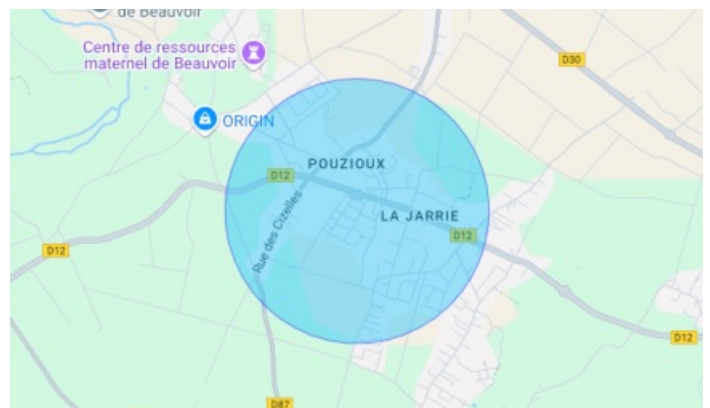 de Beauvoir
Centre de ressources
maternel de Beauvoir
D30
ORIGIN
POUZIOUX
D12
Rue des Cizelles
LA JARRIE
D12
D12
D12
D87